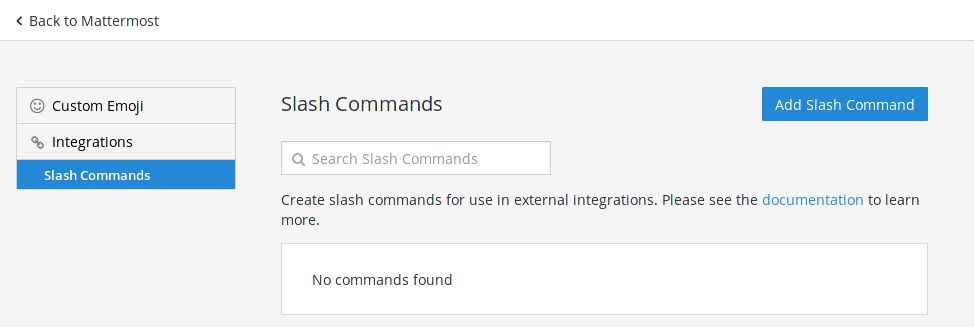 Back to Mattermost
Custom Emoji
Integrations
Slash Commands
Slash Commands
Add Slash Command
Search Slash Commands
Create slash commands for use in external integrations. Please see the documentation to learn
more.
No commands found